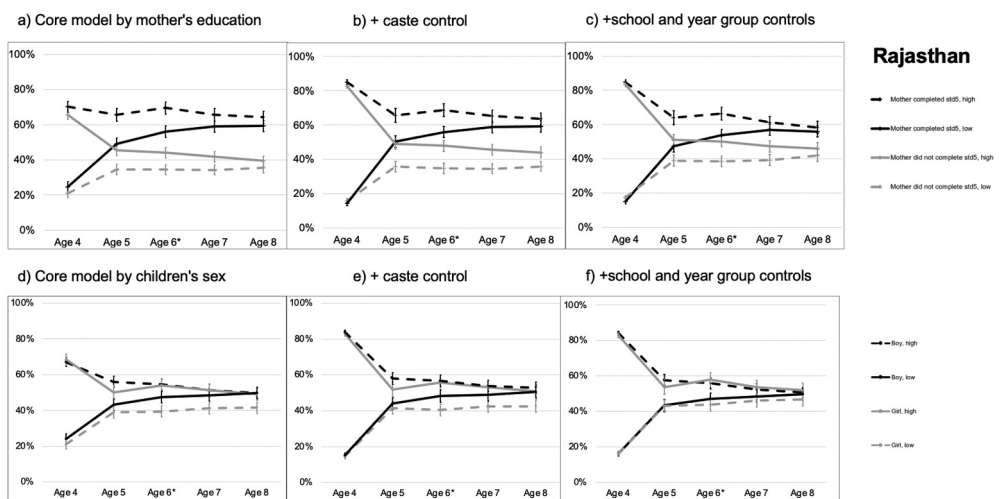 a) Core model by mother's education
b) + caste control
c) +school and year group controls
Rajasthan
100%
80%
60%
40%
20%
0%
Age 4 Age 5 Age 6* Age 7 Age 8
100%
80%
60%
40%
20%
0%
Age 4 Age 5 Age 6* Age 7 Age 8
100%
80%
60%
40%
20%
0%
Age 4 Age 5 Age 6* Age 7 Age 8
Mother completed std5, high
Mother completed std5, low
Mother did not complete std5, high
Mother did not complete std5, low
d) Core model by children's sex
e) + caste control
f) +school and year group controls
100%
80%
60%
40%
20%
0%
Age 4 Age 5 Age 6* Age 7 Age 8
100%
80%
60%
40%
20%
0%
Age 4 Age 5 Age 6* Age 7 Age 8
100%
80%
60%
40%
20%
0%
Age 4 Age 5 Age 6* Age 7 Age 8
Boy, high
Boy, low
Girl, high
Girl, low